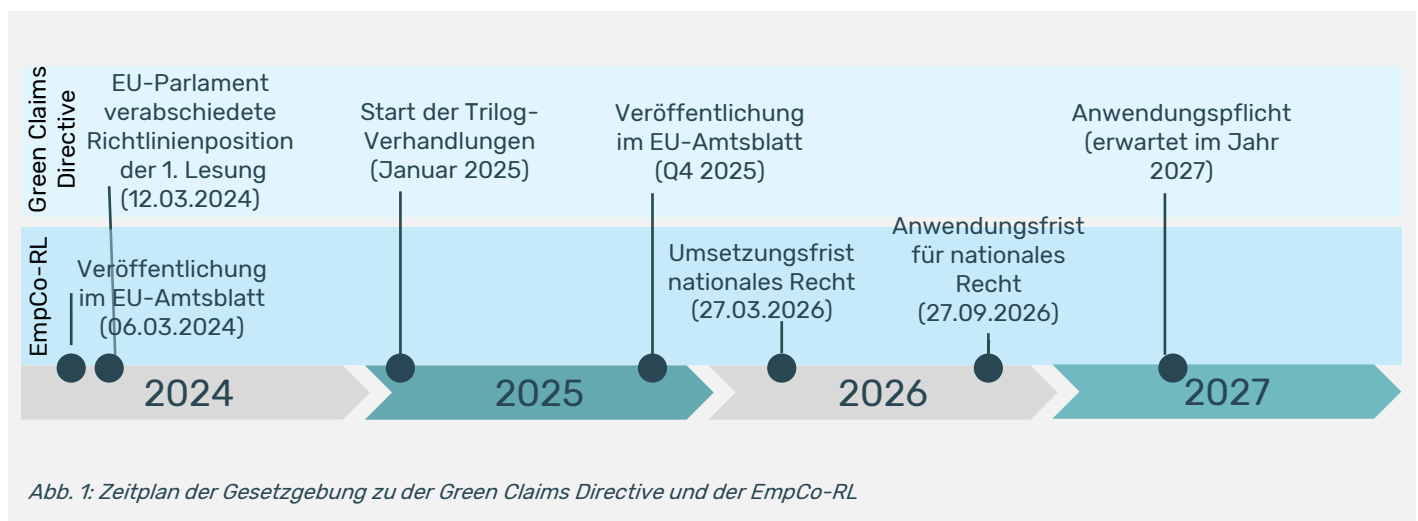 Green Claims
Directive
EU-Parlament
verabschiedete
Richtlinienposition
der 1. Lesung
(12.03.2024)
Start der Trilog-
Verhandlungen
(Januar 2025)
Veröffentlichung
im EU-Amtsblatt
(Q4 2025)
Anwendungspflicht
(erwartet im Jahr
2027)
EmpCo-RL
Veröffentlichung
im EU-Amtsblatt
(06.03.2024)
Umsetzungsfrist
nationales Recht
(27.03.2026)
Anwendungsfrist
für nationales
Recht
(27.09.2026)
2024
2025
2026
2027
Abb. 1: Zeitplan der Gesetzgebung zu der Green Claims Directive und der EmpCo-RL